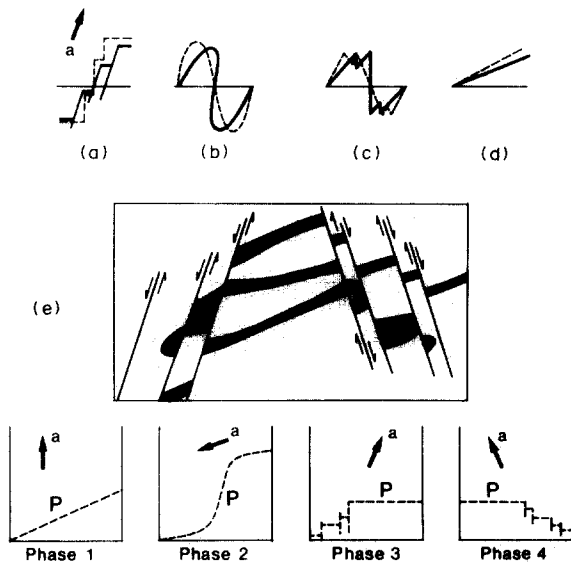 a
(a) (b) (c) (d)
(e)
a a a a
P P P P
Phase 1 Phase 2 Phase 3 Phase 4